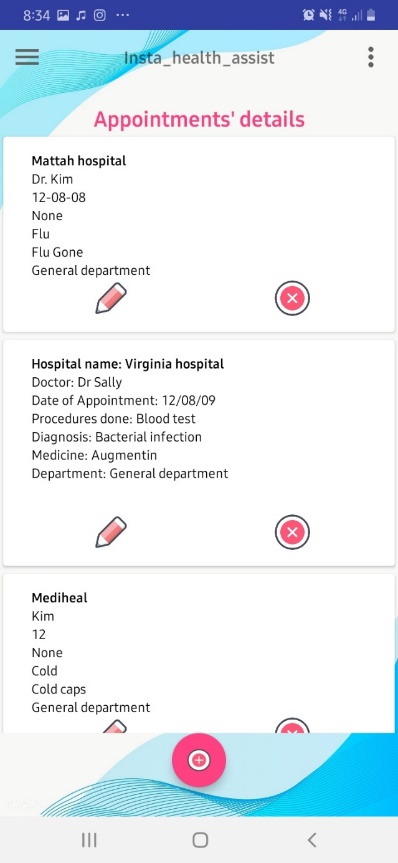 8:34
4G
Insta_health_assist
Appointments' details
Mattah hospital
Dr. Kim
12-08-08
None
Flu
Flu Gone
General department
Hospital name: Virginia hospital
Doctor: Dr Sally
Date of Appointment: 12/08/09
Procedures done: Blood test
Diagnosis: Bacterial infection
Medicine: Augmentin
Department: General department
Mediheal
Kim
12
None
Cold
Cold caps
General department